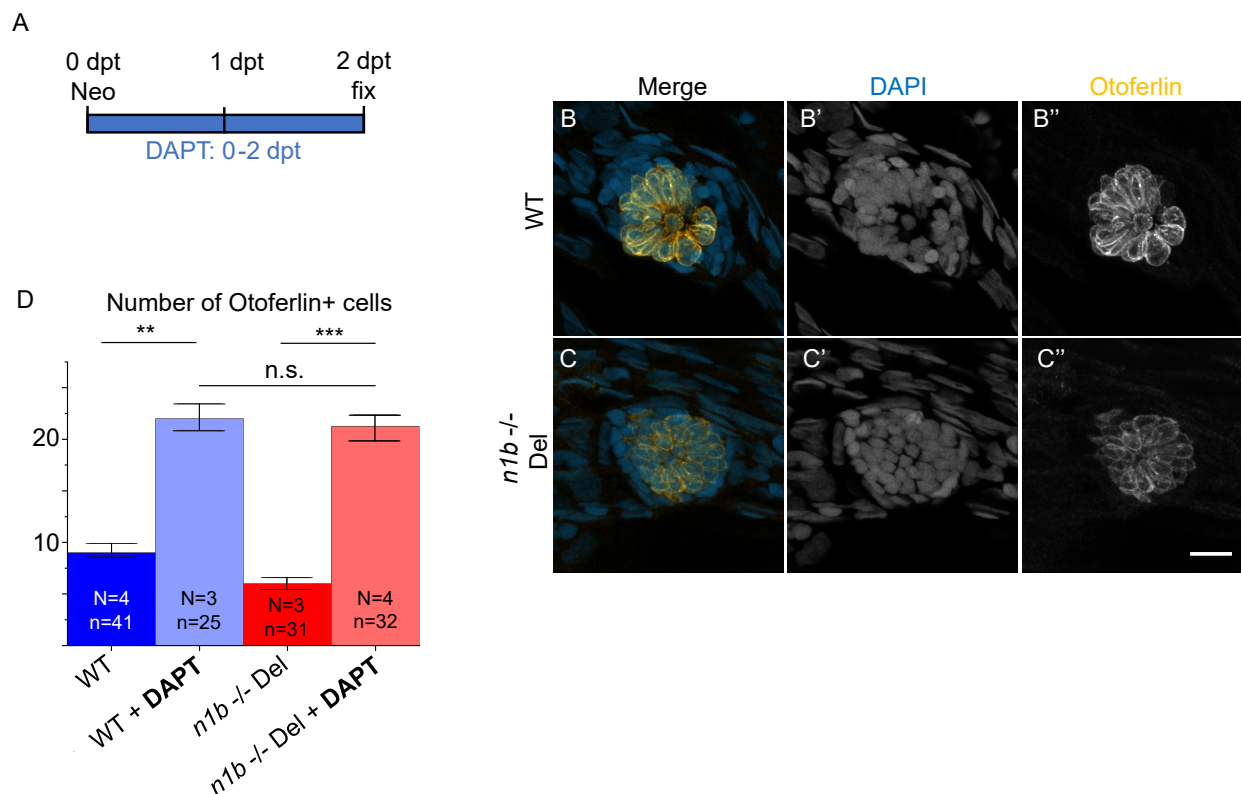 A
0 dpt 1 dpt 2 dpt
Neo fix
DAPT: 0-2 dpt
Merge DAPI Otoferlin
B B' B''
WT
C C' C''
n1b -/-
Del
D
Number of Otoferlin+ cells
** ***
n.s.
20
10
N=4 N=3 N=3 N=4
n=41 n=25 n=31 n=32
WT
WT + DAPT
n1b -/- Del
n1b -/- Del + DAPT